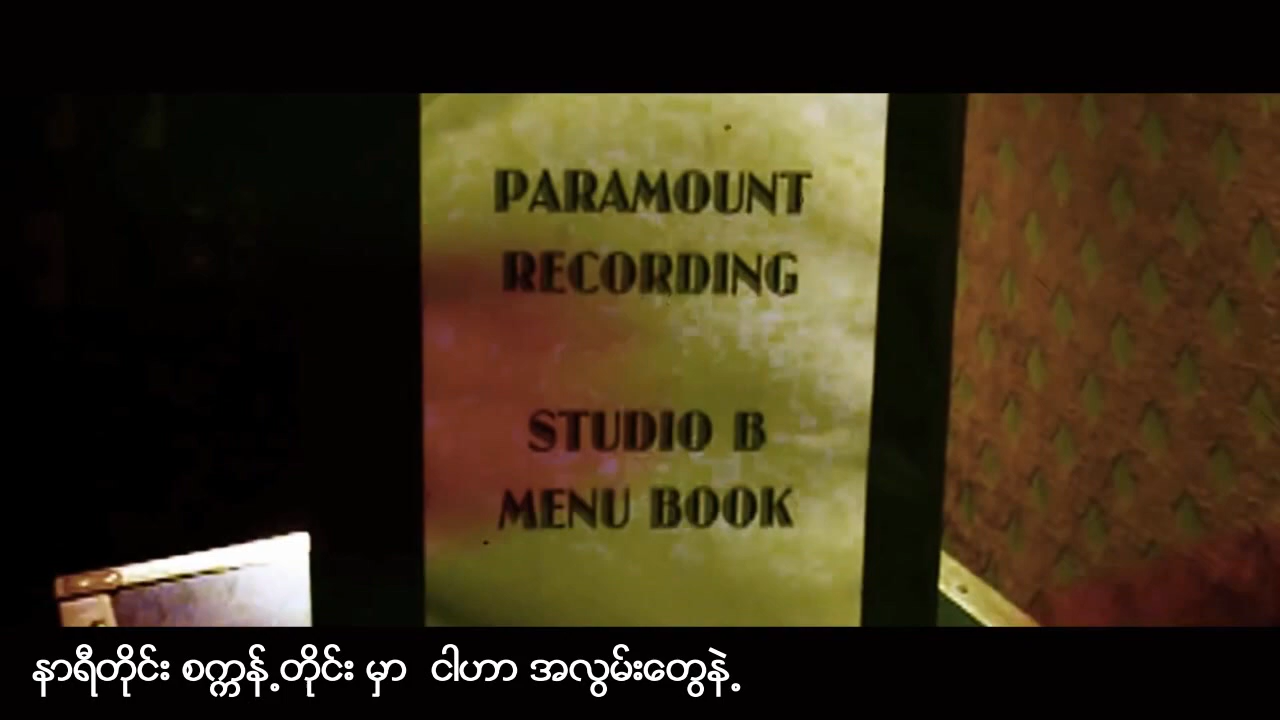 PARAMOUNT
RECORDING
STUDIO B
MENU BOOK
နာရီတိုင်း စက္ကန့်တိုင်း မှာ ငါဟာ အလွမ်းတွေနဲ့